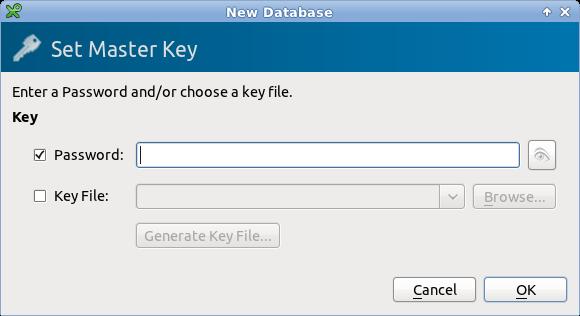 New Database
Set Master Key
Enter a Password and/or choose a key file.
Key
Password:
Key File:
Browse...
Generate Key File...
Cancel
OK